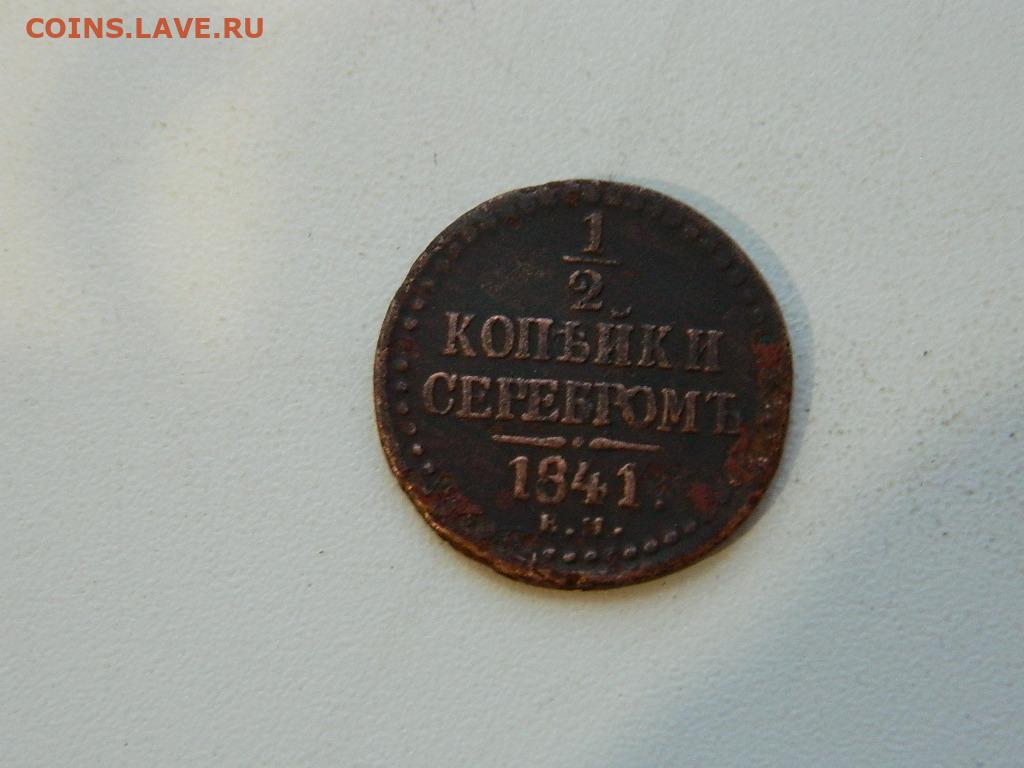 COINS.LAVE.RU
1
2
КОПѢЙКИ
СЕРЕБРОМЪ
1841.
Е.М.